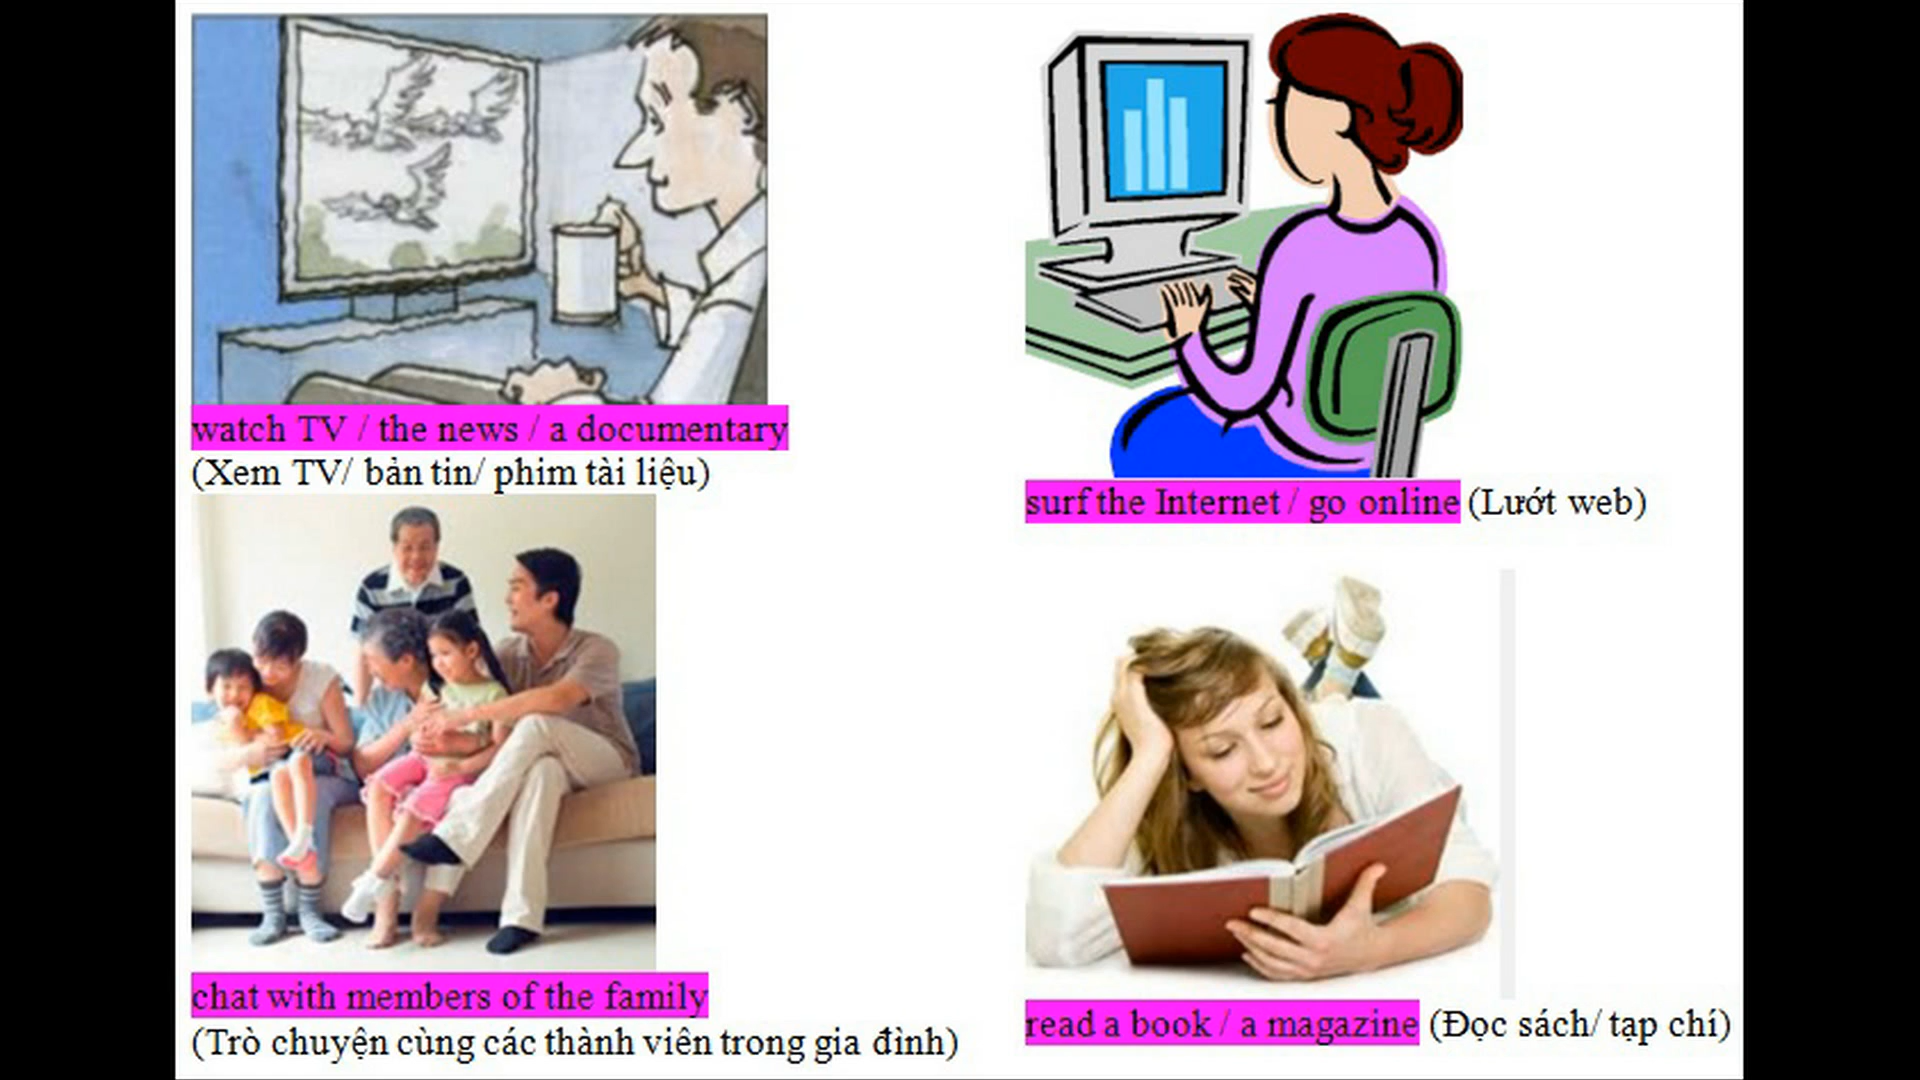 watch TV / the news / a documentary
(Xem TV/ bản tin/ phim tài liệu)
surf the Internet / go online (Lướt web)
chat with members of the family
(Trò chuyện cùng các thành viên trong gia đình)
read a book / a magazine (Đọc sách/ tạp chí)